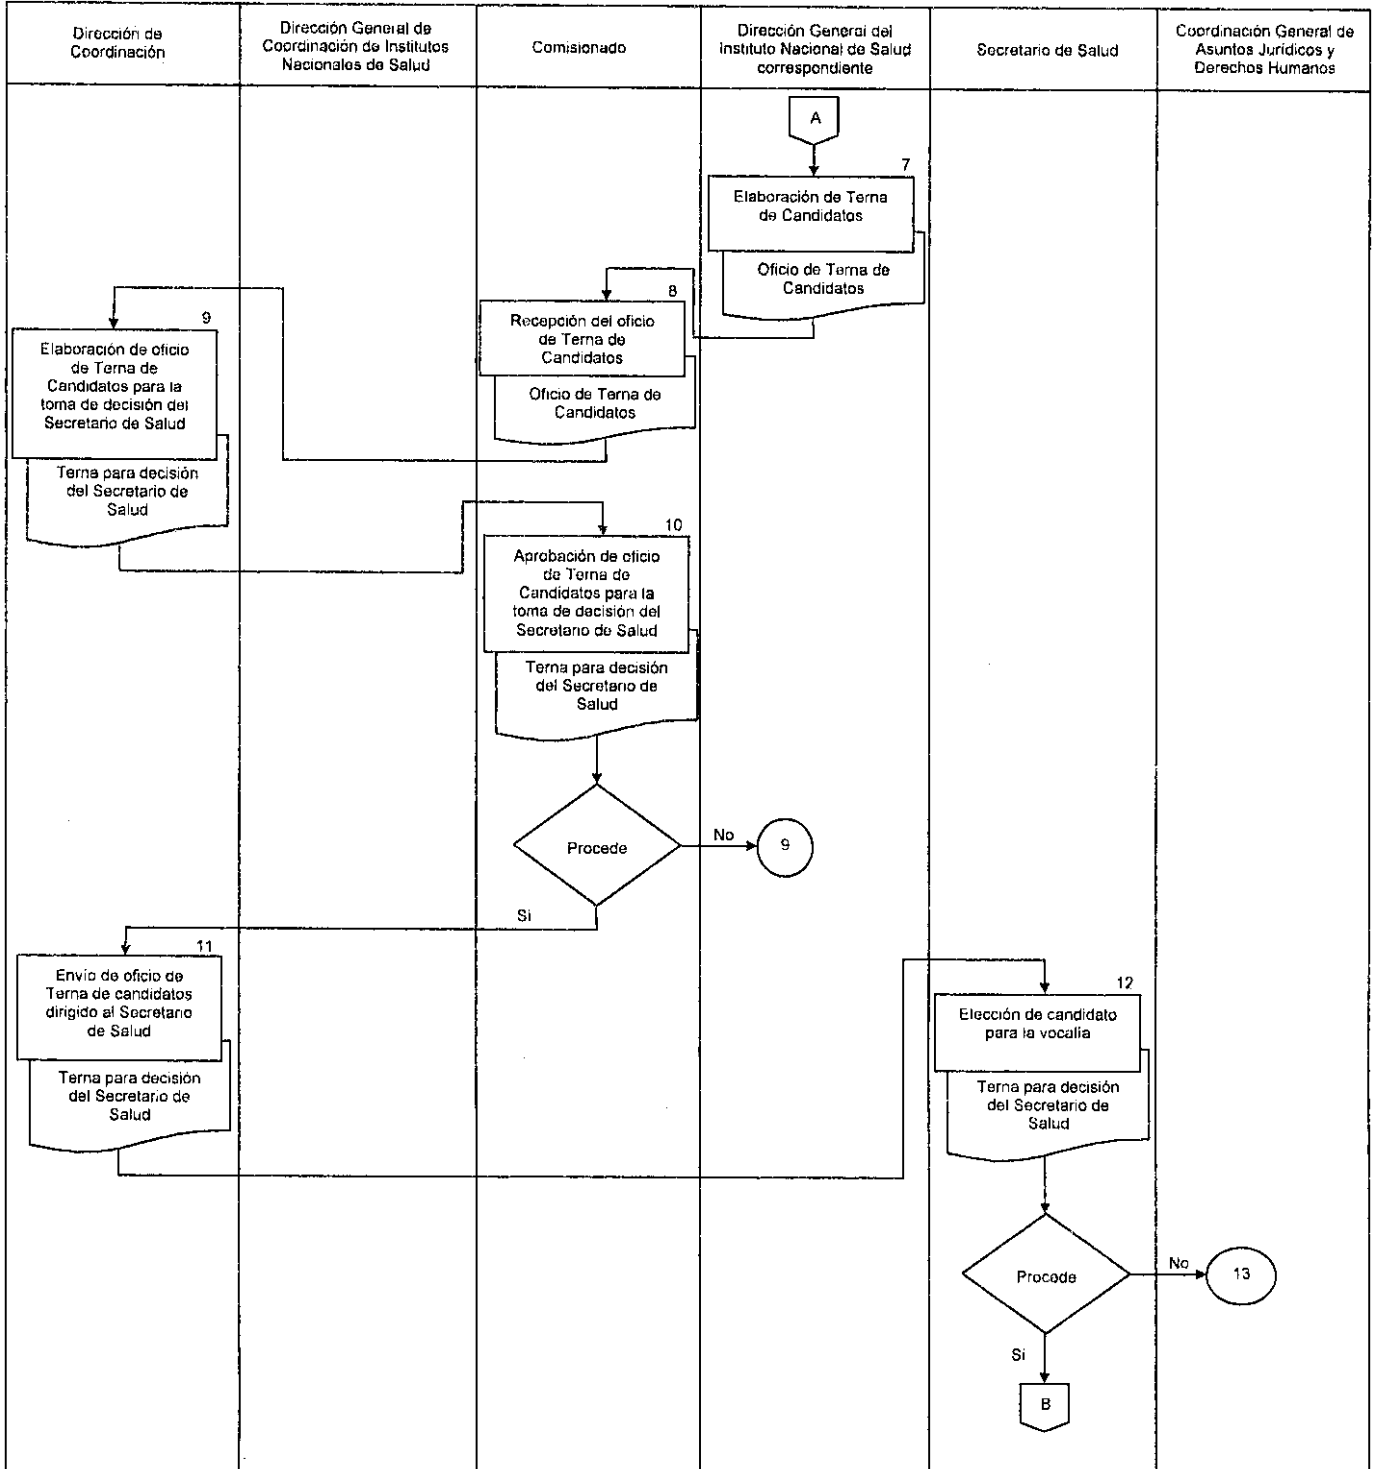 Dirección de
Coordinación
Dirección General de
Coordinación de Institutos
Nacionales de Salud
Comisionado
Dirección General del
Instituto Nacional de Salud
correspondiente
Secretario de Salud
Coordinación General de
Asuntos Jurídicos y
Derechos Humanos
A
7
Elaboración de Terna
de Candidatos
Oficio de Terna de
Candidatos
8
Recepción del oficio
de Terna de
Candidatos
Oficio de Terna de
Candidatos
9
Elaboración de oficio
de Terna de
Candidatos para la
toma de decisión del
Secretario de Salud
Terna para decisión
del Secretario de
Salud
10
Aprobación de oficio
de Terna de
Candidatos para la
toma de decisión del
Secretario de Salud
Terna para decisión
del Secretario de
Salud
Procede
No
9
Si
11
Envío de oficio de
Terna de candidatos
dirigido al Secretario
de Salud
Terna para decisión
del Secretario de
Salud
12
Elección de candidato
para la vocalía
Terna para decisión
del Secretario de
Salud
Procede
No
13
Si
B